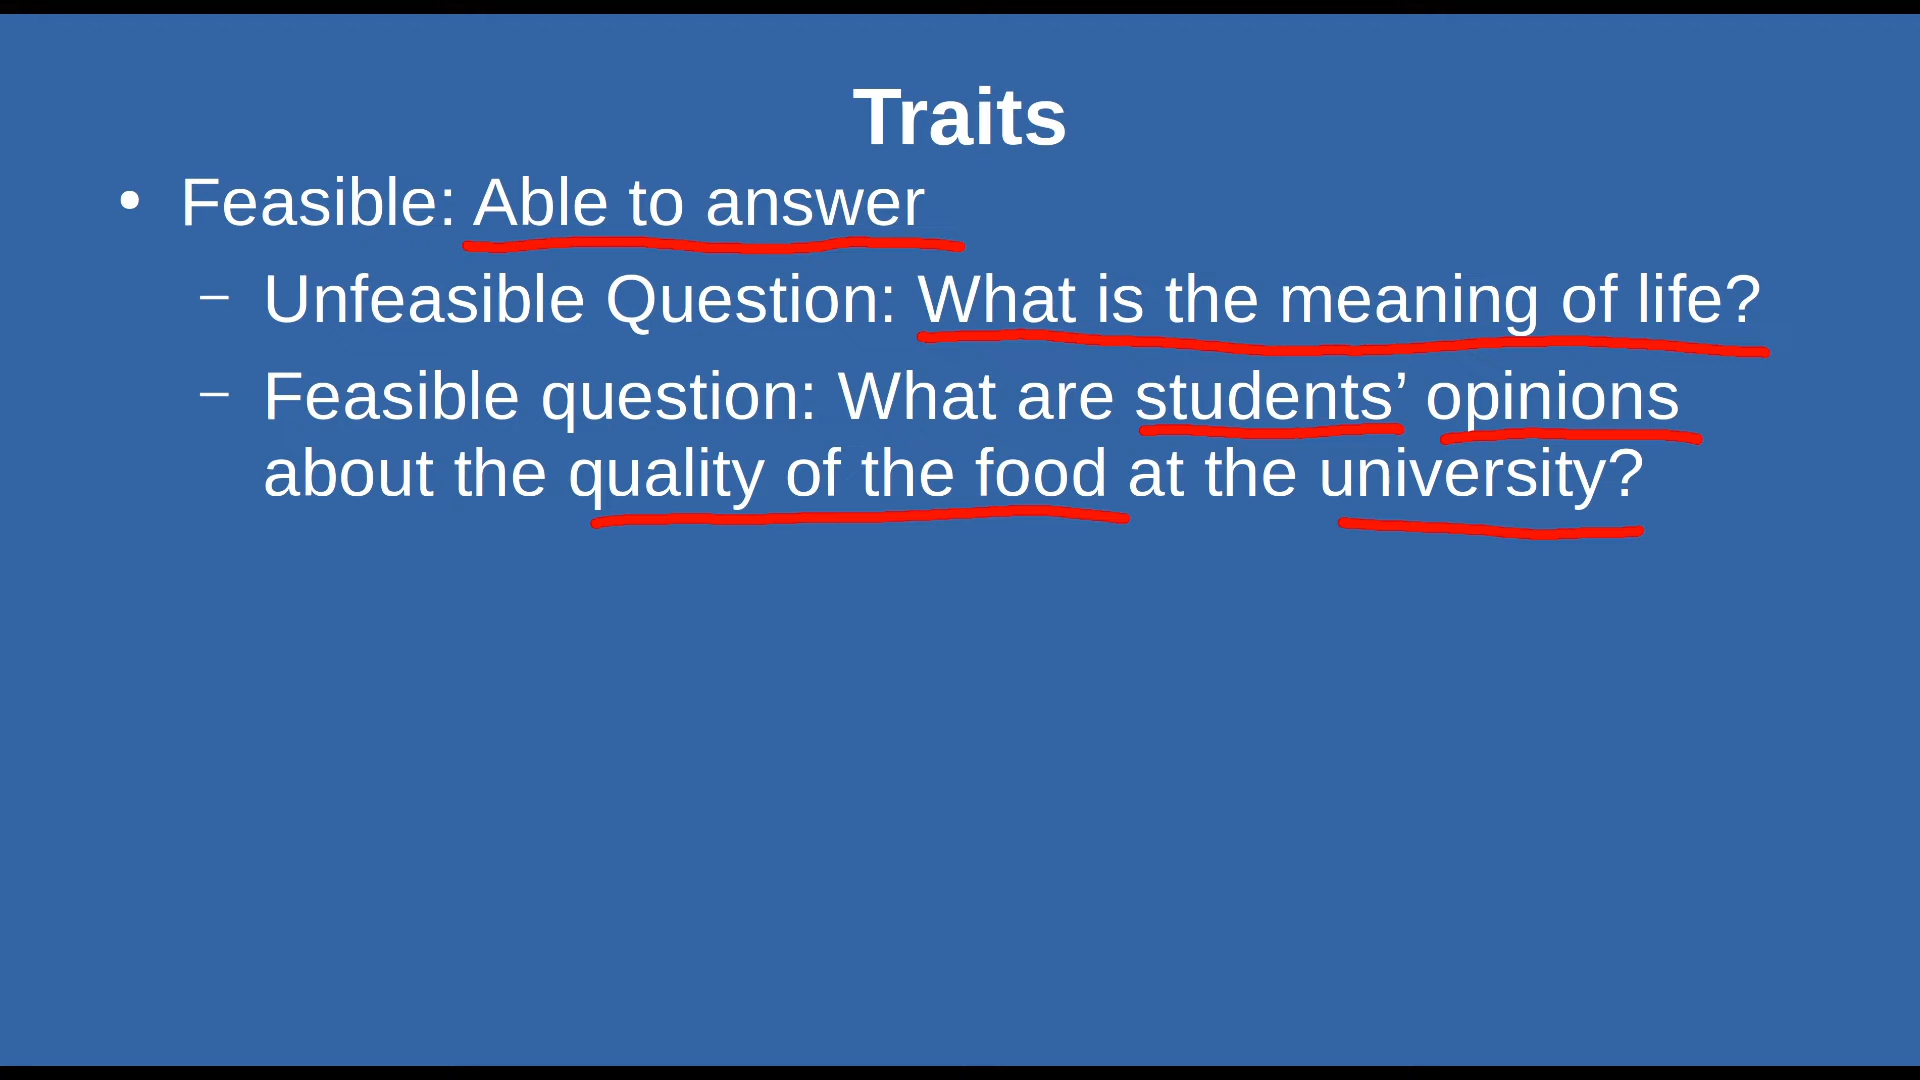 Traits
• Feasible: Able to answer
– Unfeasible Question: What is the meaning of life?
– Feasible question: What are students’ opinions
about the quality of the food at the university?